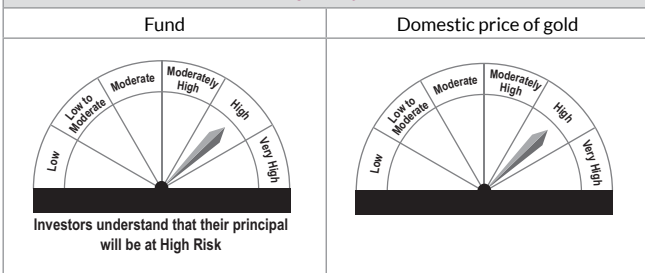 Fund
Domestic price of gold
Low
Low to
Moderate
Moderate
Moderately
High
High
Very High
Low
Low to
Moderate
Moderate
Moderately
High
High
Very High
Investors understand that their principal
will be at High Risk